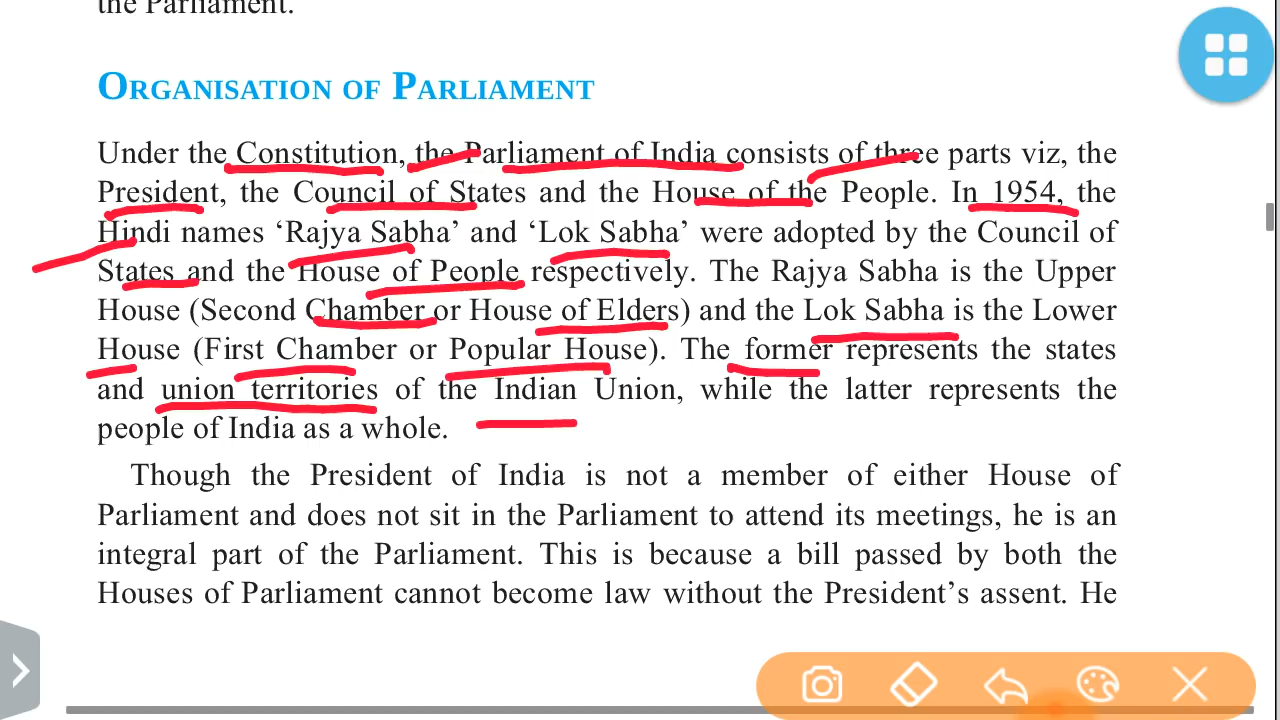 the Parliament.
ORGANISATION OF PARLIAMENT
Under the Constitution, the Parliament of India consists of three parts viz, the
President, the Council of States and the House of the People. In 1954, the
Hindi names ‘Rajya Sabha’ and ‘Lok Sabha’ were adopted by the Council of
States and the House of People respectively. The Rajya Sabha is the Upper
House (Second Chamber or House of Elders) and the Lok Sabha is the Lower
House (First Chamber or Popular House). The former represents the states
and union territories of the Indian Union, while the latter represents the
people of India as a whole.
Though the President of India is not a member of either House of
Parliament and does not sit in the Parliament to attend its meetings, he is an
integral part of the Parliament. This is because a bill passed by both the
Houses of Parliament cannot become law without the President’s assent. He